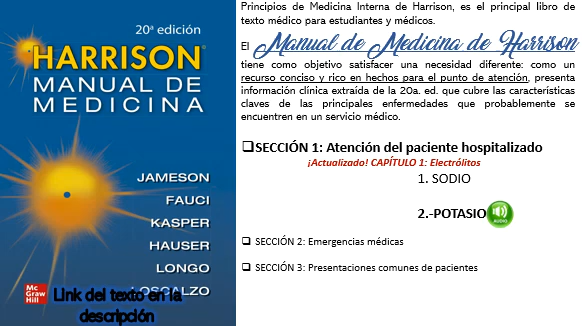 20ª edición
HARRISON®
MANUAL DE
MEDICINA
JAMESON
FAUCI
KASPER
HAUSER
LONGO
LOSCALZO
Mc
Graw
Hill
Link del texto en la
descripción
Principios de Medicina Interna de Harrison, es el principal libro de
texto médico para estudiantes y médicos.
El Manual de Medicina de Harrison
tiene como objetivo satisfacer una necesidad diferente: como un
recurso conciso y rico en hechos para el punto de atención, presenta
información clínica extraída de la 20a. ed. que cubre las características
claves de las principales enfermedades que probablemente se
encuentren en un servicio médico.
❑SECCIÓN 1: Atención del paciente hospitalizado
¡Actualizado! CAPÍTULO 1: Electrólitos
1. SODIO
2.-POTASIO
AUDIO
❑ SECCIÓN 2: Emergencias médicas
❑ SECCIÓN 3: Presentaciones comunes de pacientes